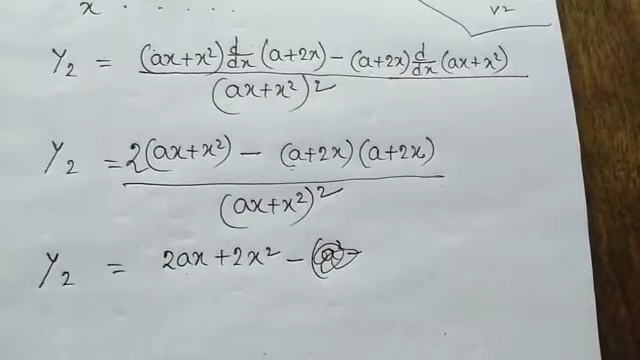 x . . . . . .
v2
Y₂ = (ax+x²) d/dx (a+2x) − (a+2x) d/dx (ax+x²) / (ax+x²)²
Y₂ = 2(ax+x²) − (a+2x)(a+2x) / (ax+x²)²
Y₂ = 2ax + 2x² −